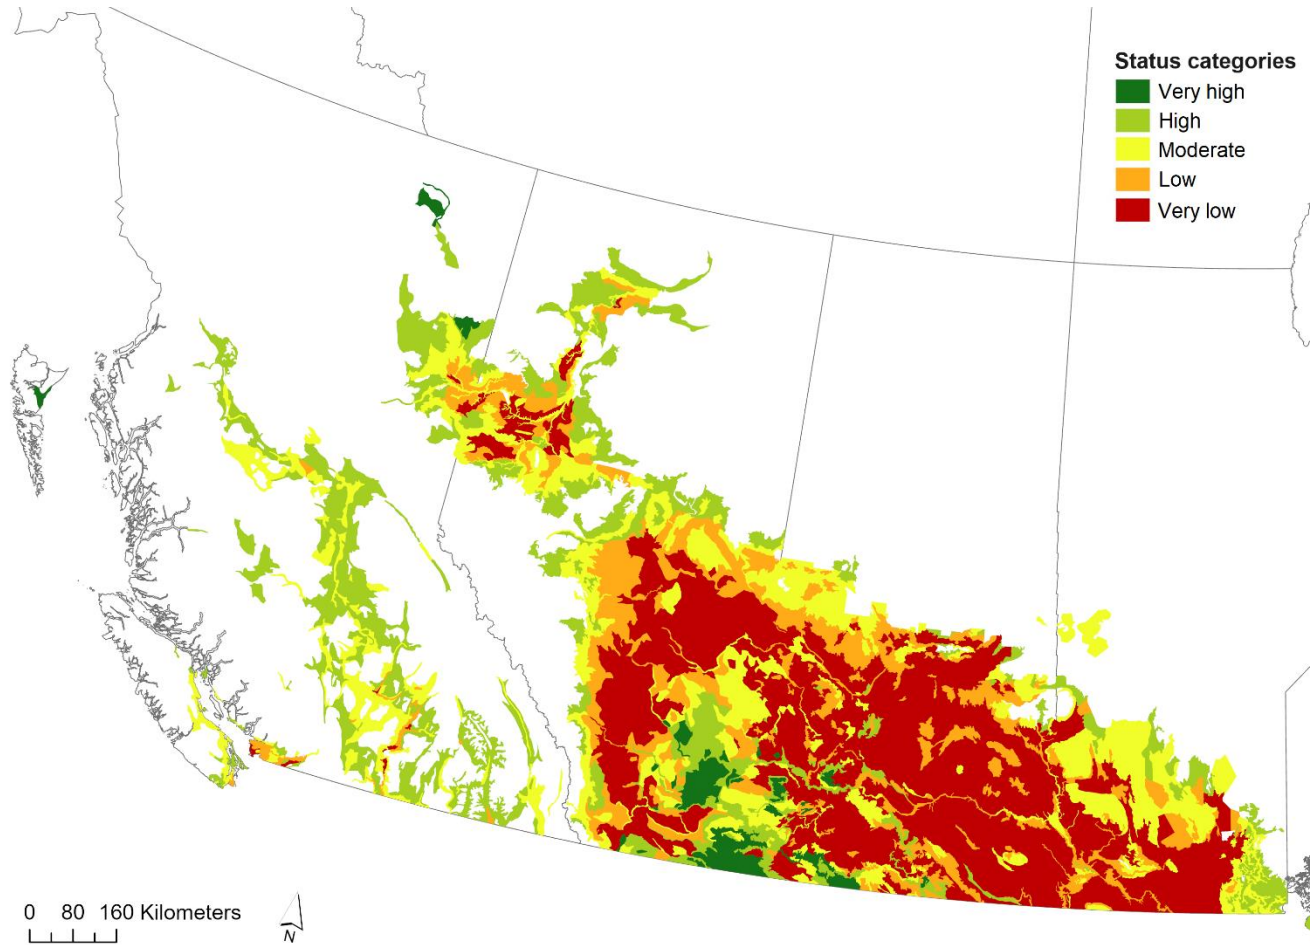 Status categories
Very high
High
Moderate
Low
Very low
0 80 160 Kilometers
N